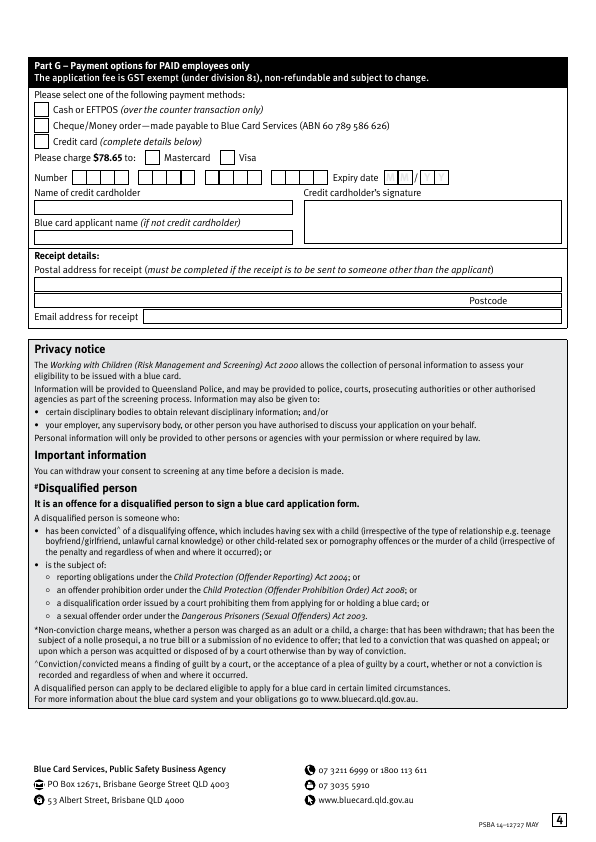 Part G – Payment options for PAID employees only
The application fee is GST exempt (under division 81), non-refundable and subject to change.
Please select one of the following payment methods:
Cash or EFTPOS (over the counter transaction only)
Cheque/Money order—made payable to Blue Card Services (ABN 60 789 586 626)
Credit card (complete details below)
Please charge $78.65 to: Mastercard Visa
Number Expiry date M M / Y Y
Name of credit cardholder Credit cardholder's signature
Blue card applicant name (if not credit cardholder)
Receipt details:
Postal address for receipt (must be completed if the receipt is to be sent to someone other than the applicant)
Postcode
Email address for receipt
Privacy notice
The Working with Children (Risk Management and Screening) Act 2000 allows the collection of personal information to assess your
eligibility to be issued with a blue card.
Information will be provided to Queensland Police, and may be provided to police, courts, prosecuting authorities or other authorised
agencies as part of the screening process. Information may also be given to:
• certain disciplinary bodies to obtain relevant disciplinary information; and/or
• your employer, any supervisory body, or other person you have authorised to discuss your application on your behalf.
Personal information will only be provided to other persons or agencies with your permission or where required by law.
Important information
You can withdraw your consent to screening at any time before a decision is made.
#Disqualified person
It is an offence for a disqualified person to sign a blue card application form.
A disqualified person is someone who:
• has been convicted^ of a disqualifying offence, which includes having sex with a child (irrespective of the type of relationship e.g. teenage
boyfriend/girlfriend, unlawful carnal knowledge) or other child-related sex or pornography offences or the murder of a child (irrespective of
the penalty and regardless of when and where it occurred); or
• is the subject of:
○ reporting obligations under the Child Protection (Offender Reporting) Act 2004; or
○ an offender prohibition order under the Child Protection (Offender Prohibition Order) Act 2008; or
○ a disqualification order issued by a court prohibiting them from applying for or holding a blue card; or
○ a sexual offender order under the Dangerous Prisoners (Sexual Offenders) Act 2003.
*Non-conviction charge means, whether a person was charged as an adult or a child, a charge: that has been withdrawn; that has been the
subject of a nolle prosequi, a no true bill or a submission of no evidence to offer; that led to a conviction that was quashed on appeal; or
upon which a person was acquitted or disposed of by a court otherwise than by way of conviction.
^Conviction/convicted means a finding of guilt by a court, or the acceptance of a plea of guilty by a court, whether or not a conviction is
recorded and regardless of when and where it occurred.
A disqualified person can apply to be declared eligible to apply for a blue card in certain limited circumstances.
For more information about the blue card system and your obligations go to www.bluecard.qld.gov.au.
Blue Card Services, Public Safety Business Agency
PO Box 12671, Brisbane George Street QLD 4003
53 Albert Street, Brisbane QLD 4000
07 3211 6999 or 1800 113 611
07 3035 5910
www.bluecard.qld.gov.au
PSBA 14-12727 MAY 4